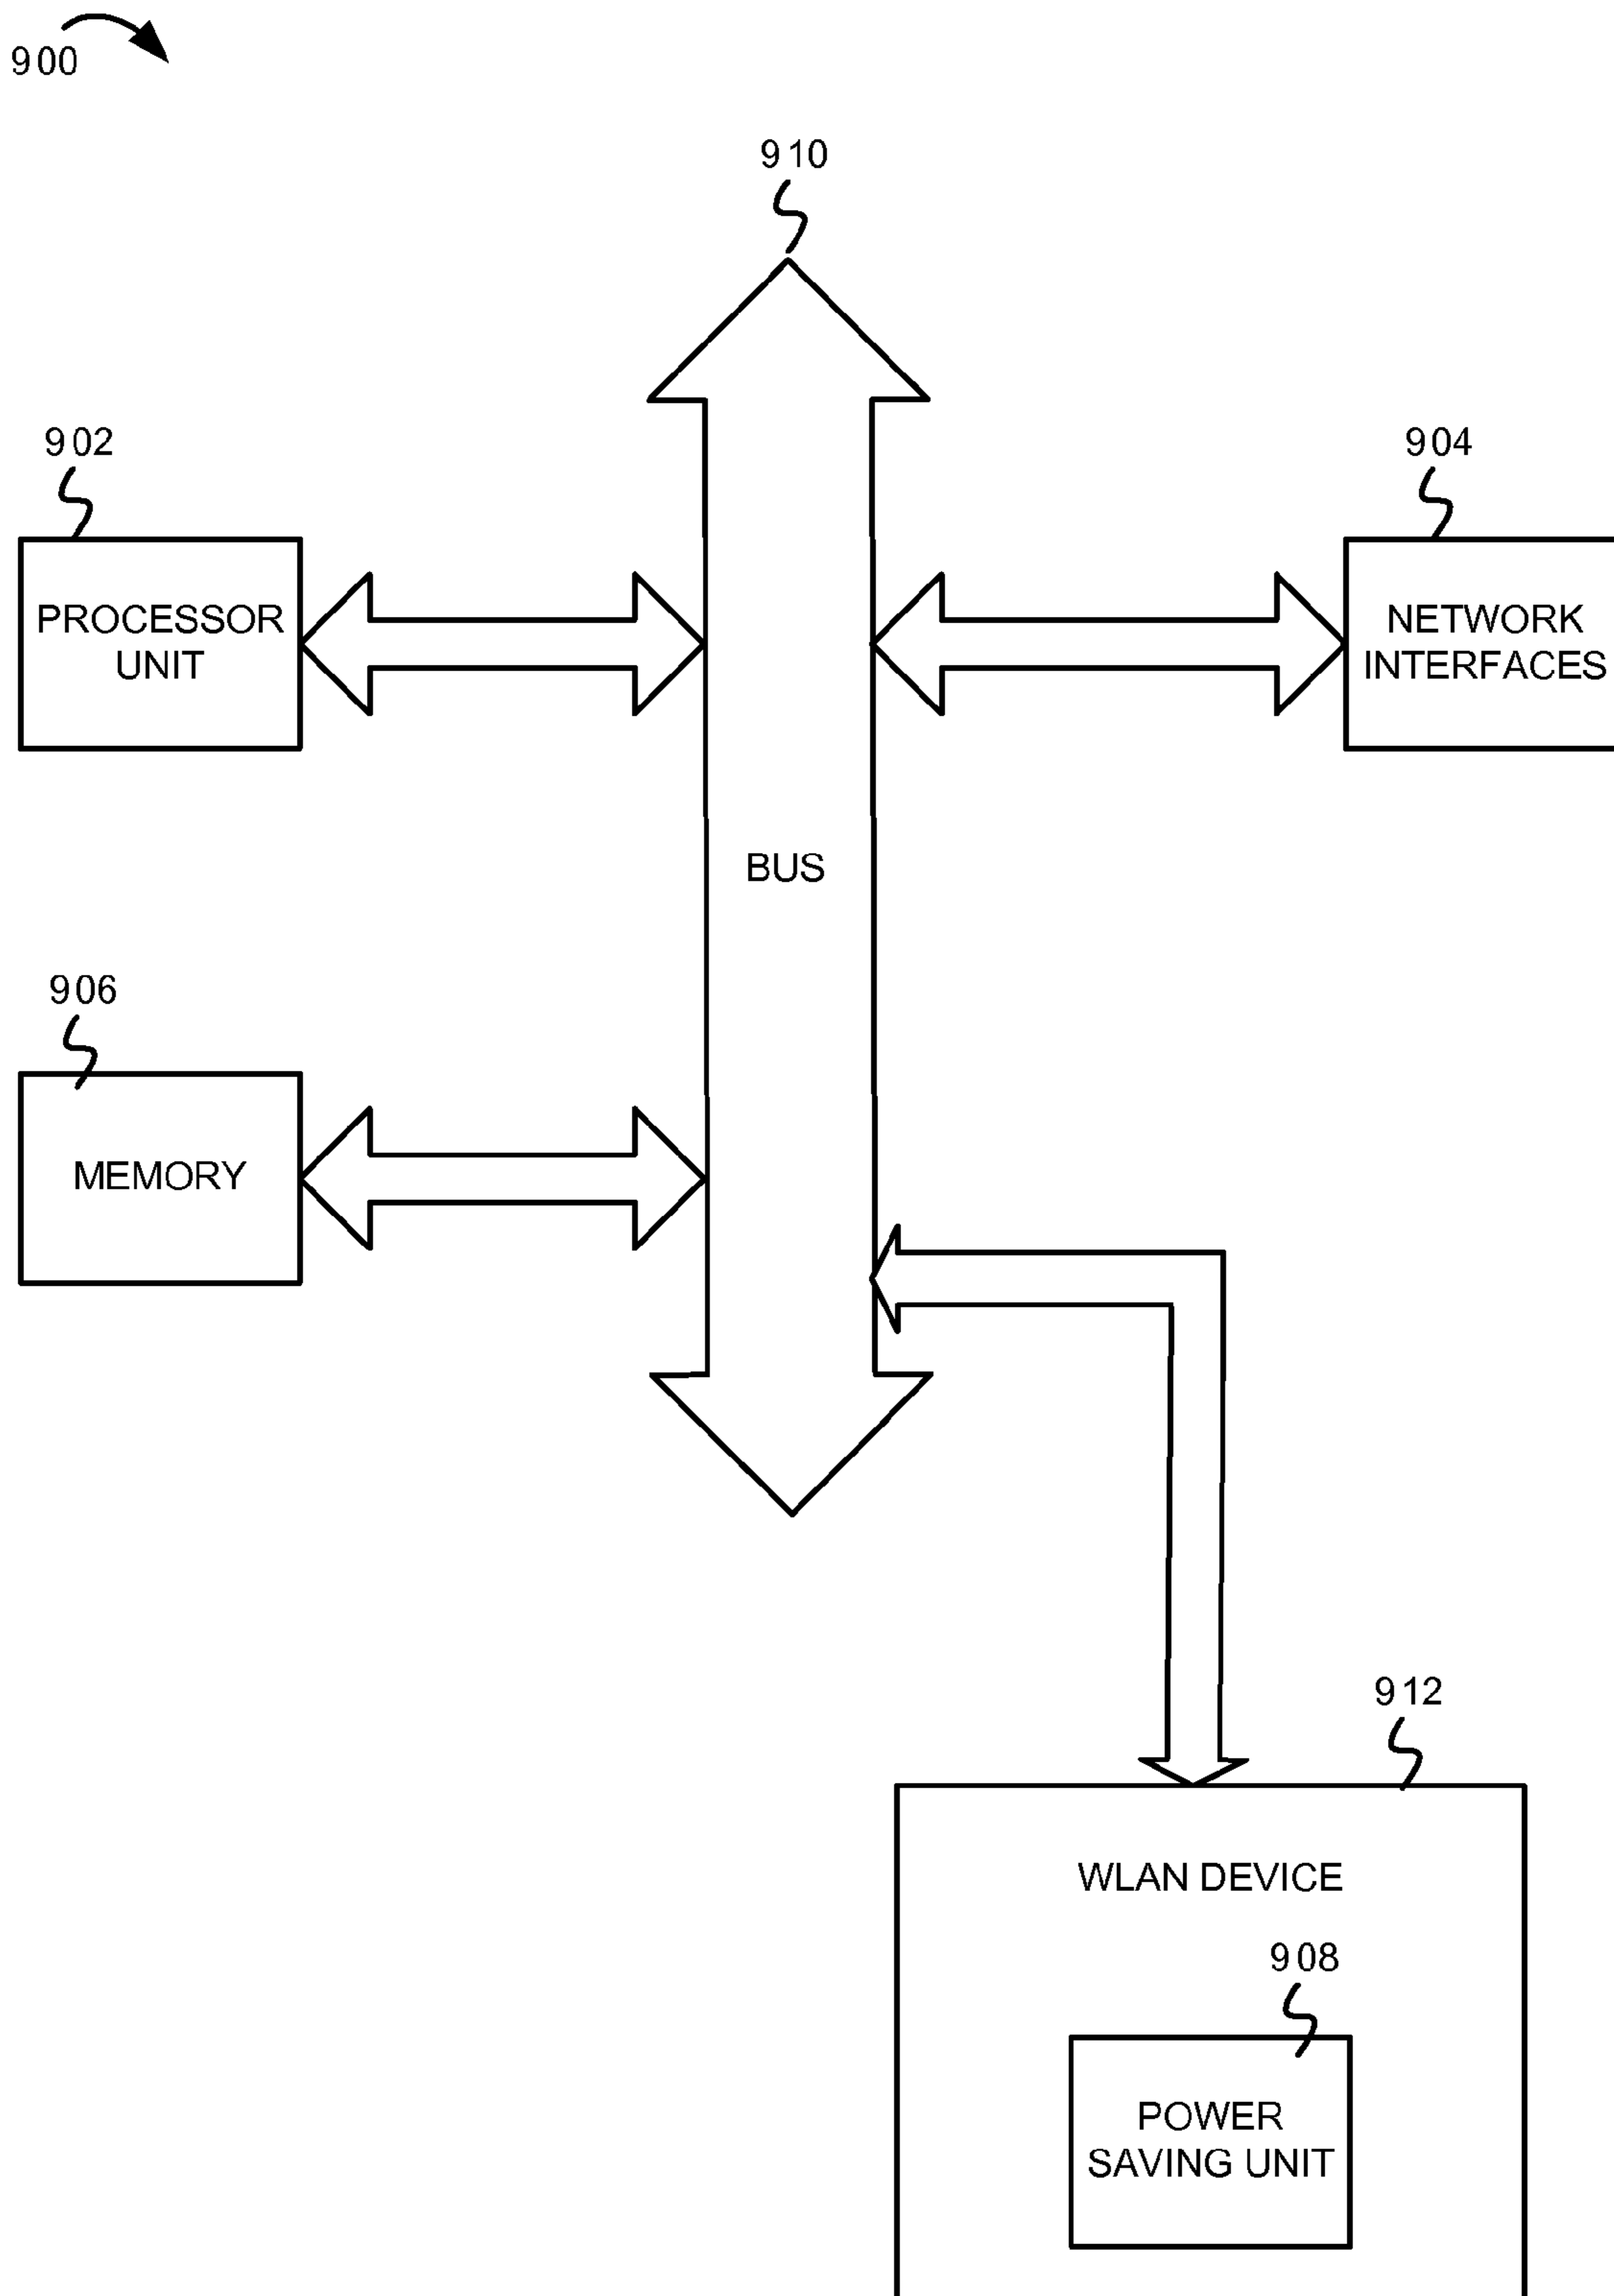 900
910
902
904
PROCESSOR
UNIT
NETWORK
INTERFACES
BUS
906
MEMORY
912
WLAN DEVICE
908
POWER
SAVING UNIT